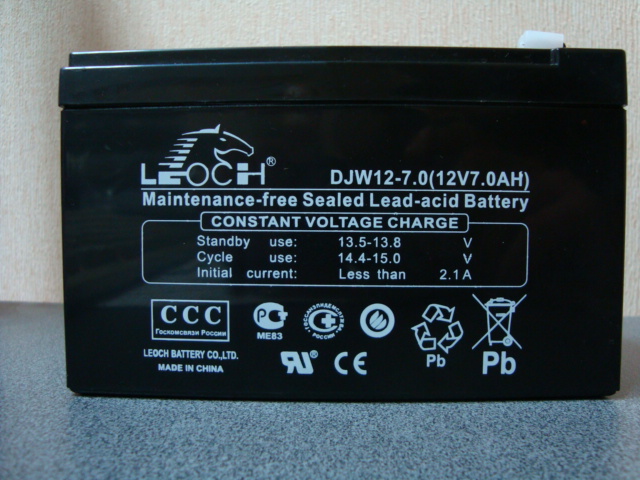 LEOCH®
DJW12-7.0(12V7.0AH)
Maintenance-free Sealed Lead-acid Battery
CONSTANT VOLTAGE CHARGE
Standby use: 13.5-13.8 V
Cycle use: 14.4-15.0 V
Initial current: Less than 2.1A
CCC
Госкомсвязи России
LEOCH BATTERY CO.,LTD.
MADE IN CHINA
ME83
CE
Pb
Pb